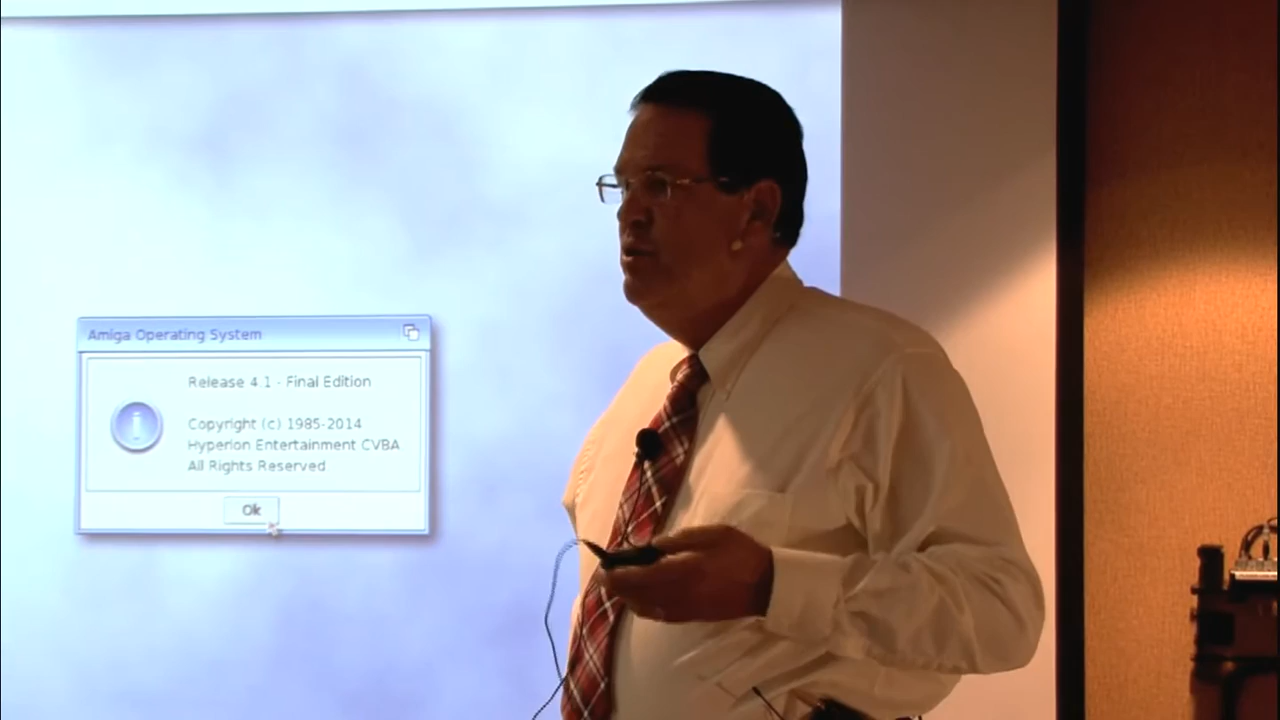 Amiga Operating System
Release 4.1 - Final Edition
Copyright (c) 1985-2014
Hyperion Entertainment CVBA
All Rights Reserved
Ok